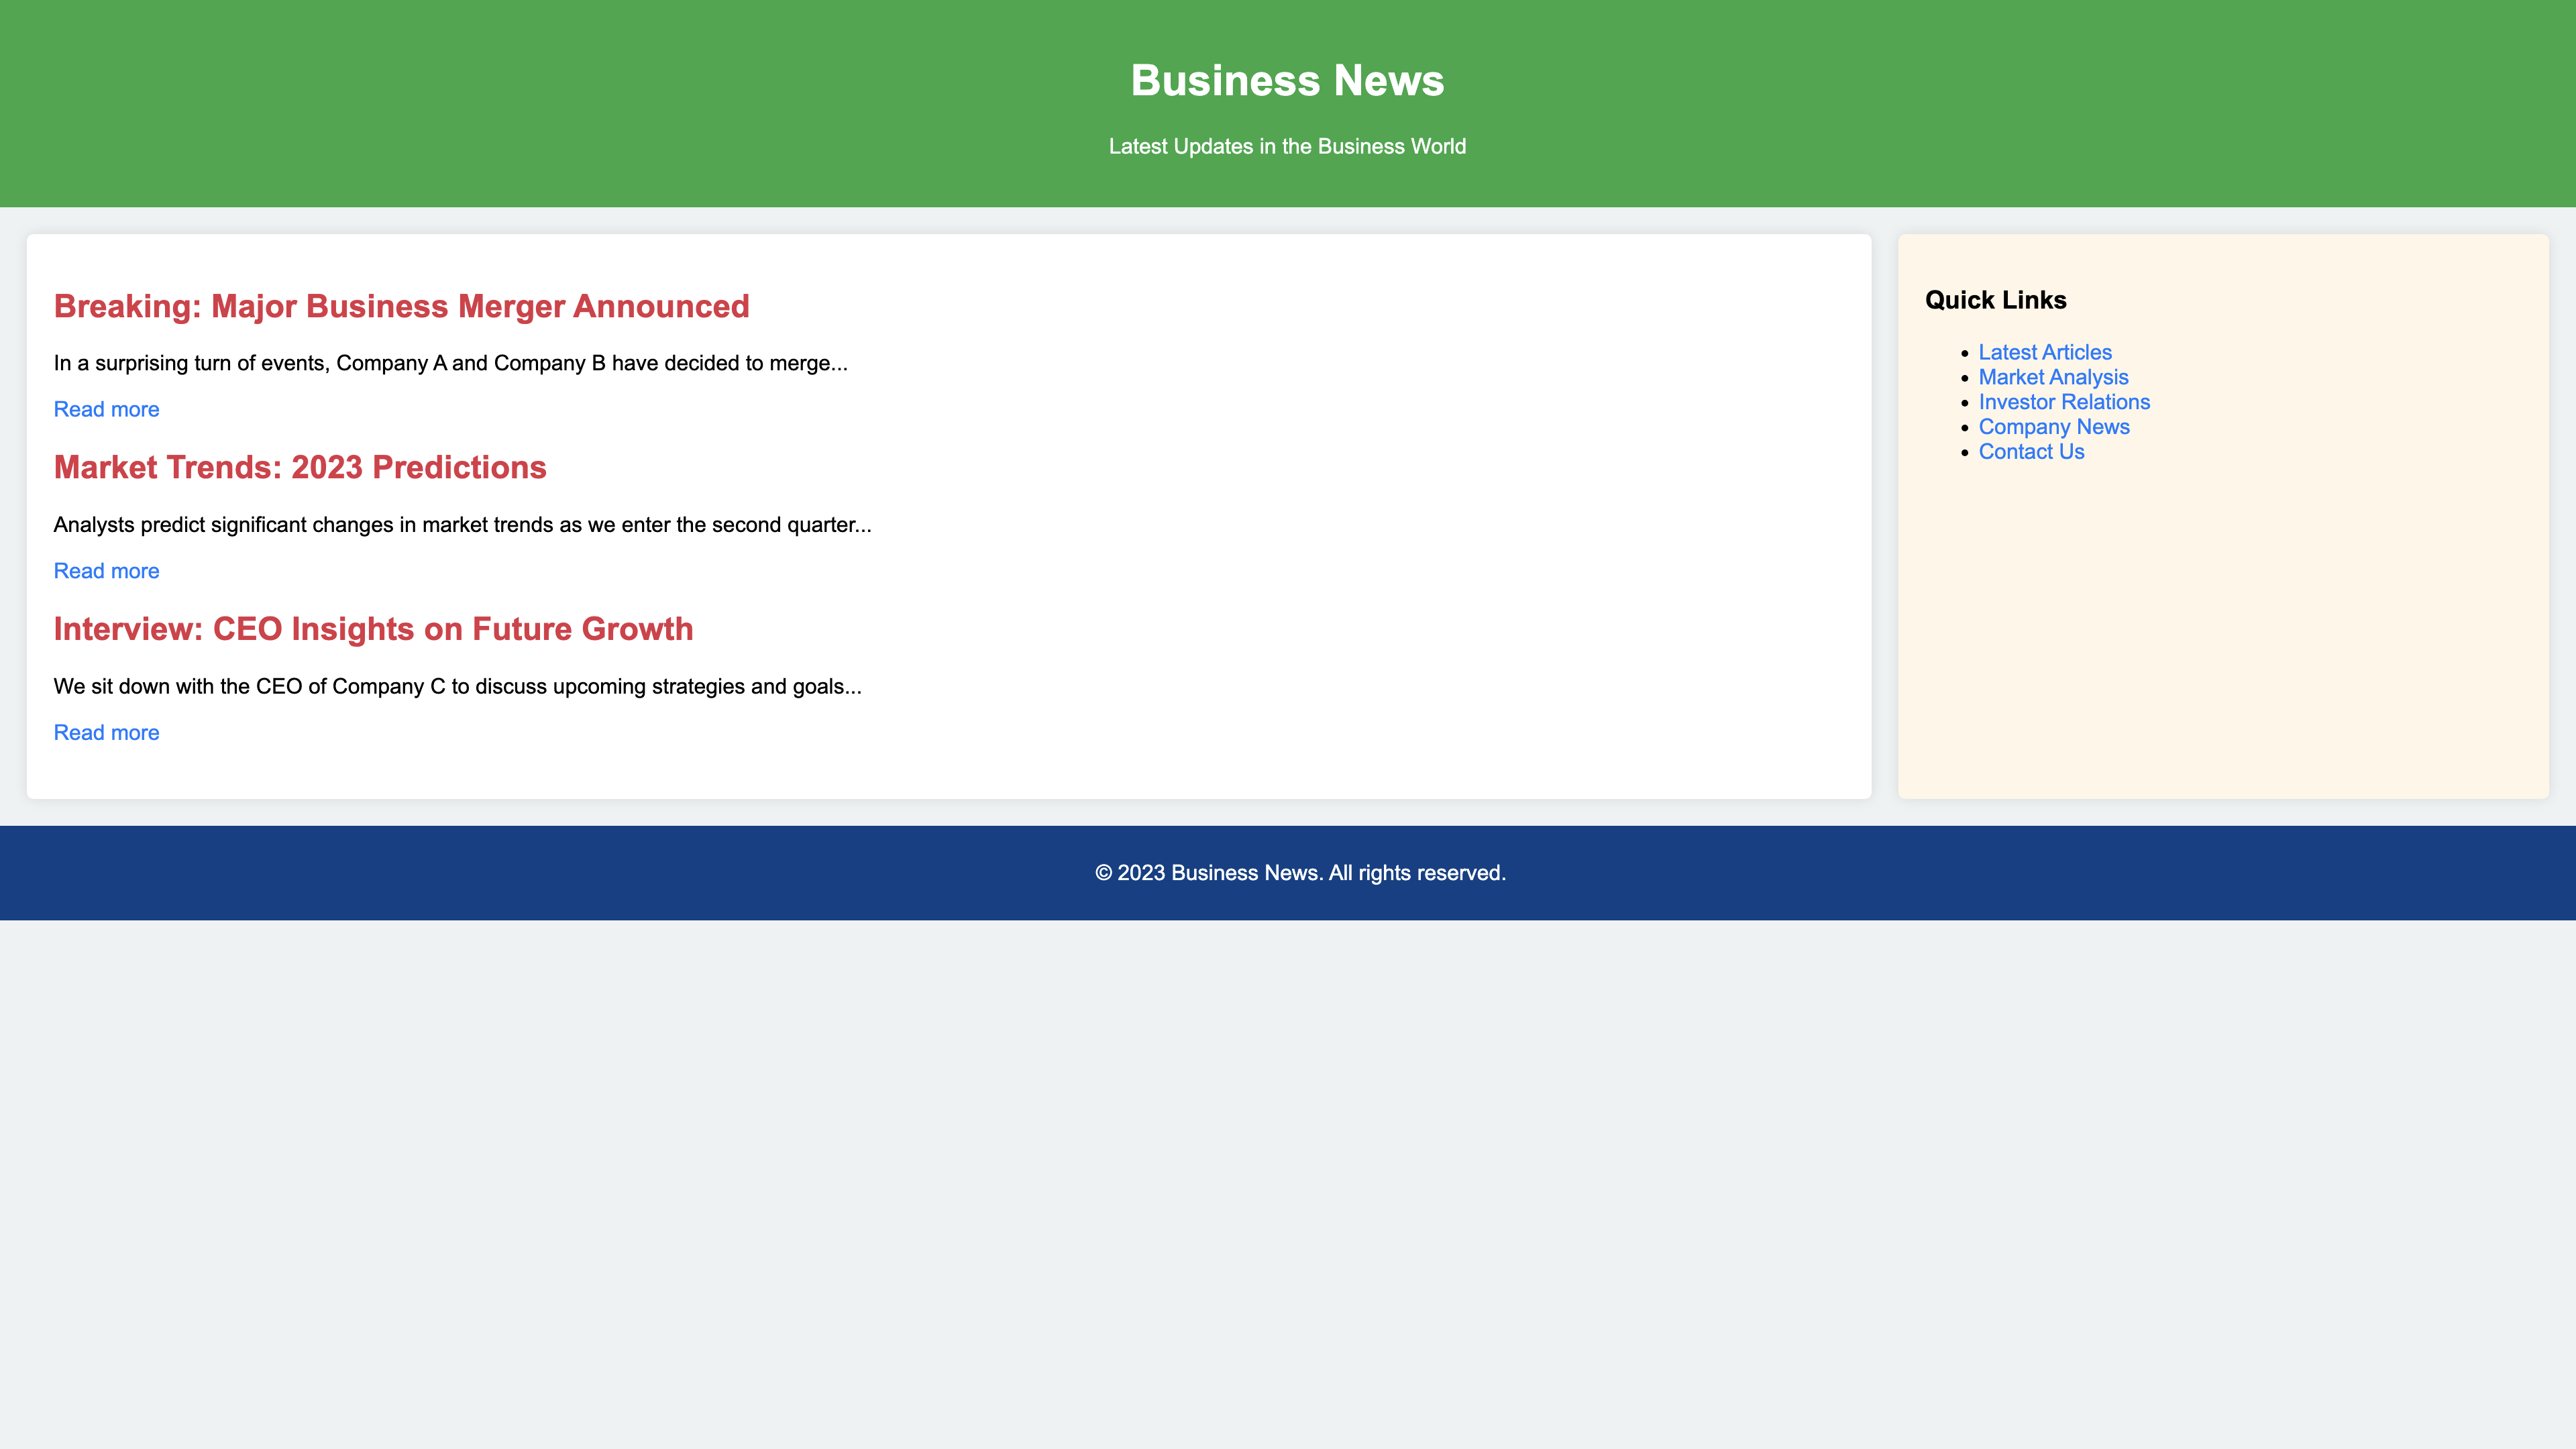 Business News
Latest Updates in the Business World
Breaking: Major Business Merger Announced
In a surprising turn of events, Company A and Company B have decided to merge...
Read more
Market Trends: 2023 Predictions
Analysts predict significant changes in market trends as we enter the second quarter...
Read more
Interview: CEO Insights on Future Growth
We sit down with the CEO of Company C to discuss upcoming strategies and goals...
Read more
Quick Links
• Latest Articles
• Market Analysis
• Investor Relations
• Company News
• Contact Us
© 2023 Business News. All rights reserved.